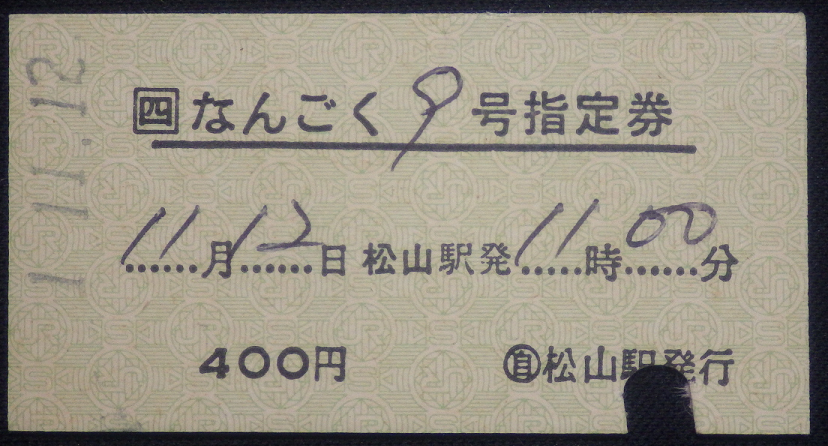 四 なんごく 9 号指定券
11月12日 松山駅発 11時00分
400円 自 松山駅発行
1.11.12